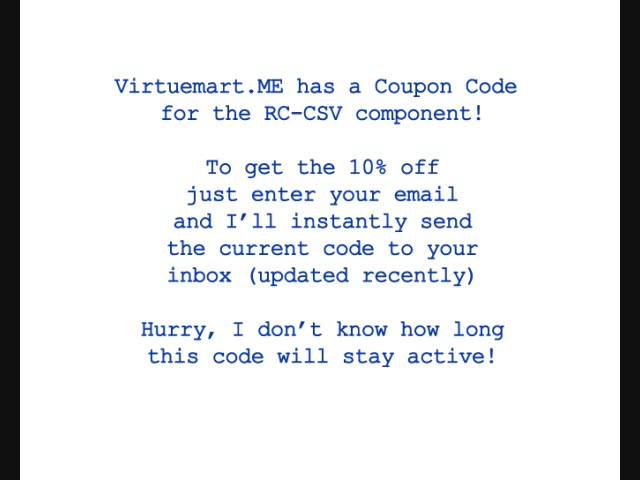 Virtuemart.ME has a Coupon Code
for the RC-CSV component!
To get the 10% off
just enter your email
and I'll instantly send
the current code to your
inbox (updated recently)
Hurry, I don't know how long
this code will stay active!